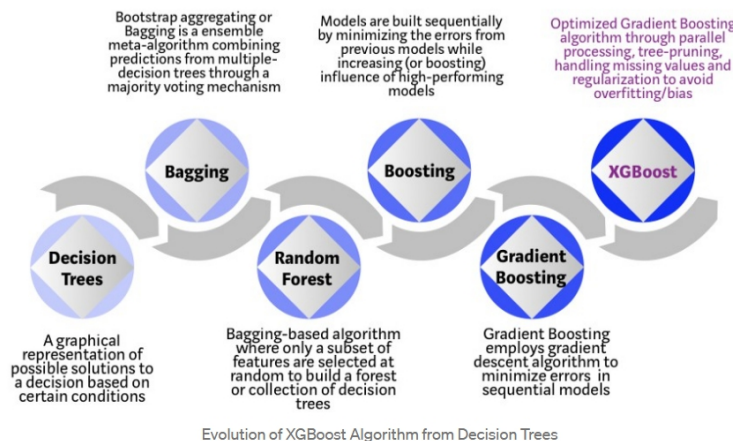 Bootstrap aggregating or
Bagging is a ensemble
meta-algorithm combining
predictions from multiple-
decision trees through a
majority voting mechanism
Models are built sequentially
by minimizing the errors from
previous models while
increasing (or boosting)
influence of high-performing
models
Optimized Gradient Boosting
algorithm through parallel
processing, tree-pruning,
handling missing values and
regularization to avoid
overfitting/bias
Bagging
Boosting
XGBoost
Decision
Trees
Random
Forest
Gradient
Boosting
A graphical
representation of
possible solutions to
a decision based on
certain conditions
Bagging-based algorithm
where only a subset of
features are selected at
random to build a forest
or collection of decision
trees
Gradient Boosting
employs gradient
descent algorithm to
minimize errors in
sequential models
Evolution of XGBoost Algorithm from Decision Trees